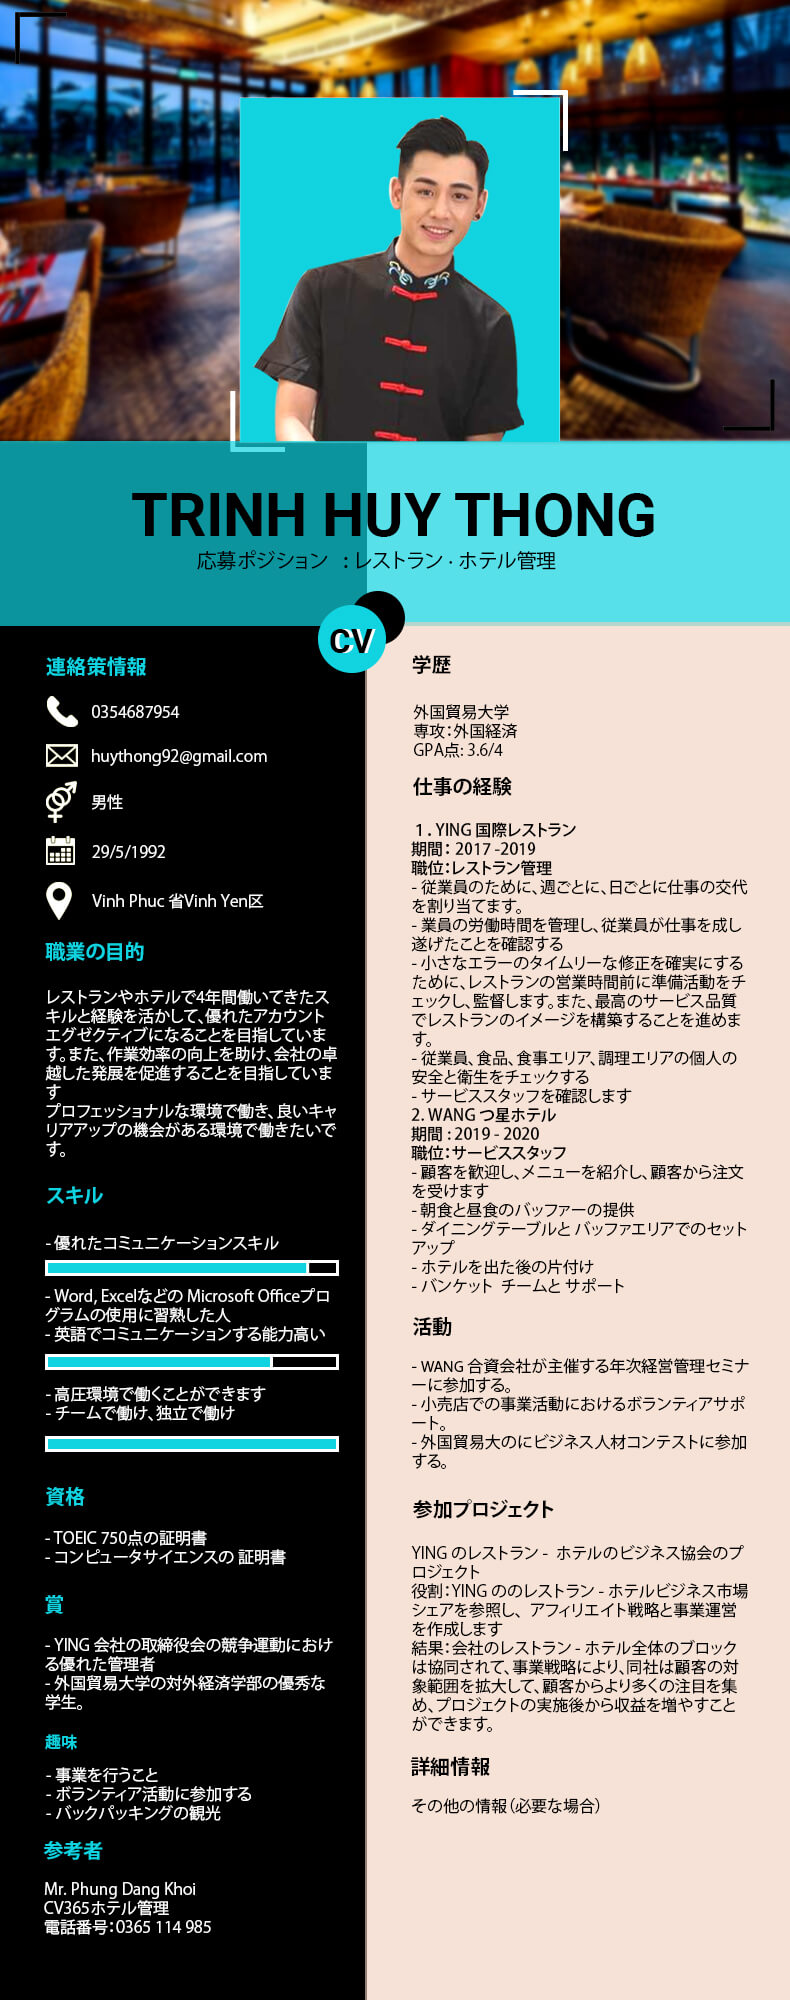 TRINH HUY THONG
応募ポジション ：レストラン・ホテル管理
CV
連絡策情報
0354687954
huythong92@gmail.com
男性
29/5/1992
Vinh Phuc 省Vinh Yen区
職業の目的
レストランやホテルで4年間働いてきたス
キルと経験を活かして、優れたアカウント
エグゼクティブになることを目指していま
す。また、作業効率の向上を助け、会社の卓
越した発展を促進することを目指していま
す
プロフェッショナルな環境で働き、良いキャ
リアアップの機会がある環境で働きたいで
す。
スキル
- 優れたコミュニケーションスキル
- Word, Excelなどの Microsoft Officeプロ
グラムの使用に習熟した人
- 英語でコミュニケーションする能力高い
- 高圧環境で働くことができます
- チームで働け、独立で働け
資格
- TOEIC 750点の証明書
- コンピュータサイエンスの 証明書
賞
- YING 会社の取締役会の競争運動におけ
る優れた管理者
- 外国貿易大学の対外経済学部の優秀な
学生。
趣味
- 事業を行うこと
- ボランティア活動に参加する
- バックパッキングの観光
参考者
Mr. Phung Dang Khoi
CV365ホテル管理
電話番号：0365 114 985
学歴
外国貿易大学
専攻：外国経済
GPA点: 3.6/4
仕事の経験
１. YING 国際レストラン
期間： 2017 -2019
職位：レストラン管理
- 従業員のために、週ごとに、日ごとに仕事の交代
を割り当てます。
- 業員の労働時間を管理し、従業員が仕事を成し
遂げたことを確認する
- 小さなエラーのタイムリーな修正を確実にする
ために、レストランの営業時間前に準備活動をチ
ェックし、監督します。また、最高のサービス品質
でレストランのイメージを構築することを進めま
す。
- 従業員、食品、食事エリア、調理エリアの個人の
安全と衛生をチェックする
- サービススタッフを確認します
2. WANG つ星ホテル
期間 : 2019 - 2020
職位：サービススタッフ
- 顧客を歓迎し、メニューを紹介し、顧客から注文
を受けます
- 朝食と昼食のバッファーの提供
- ダイニングテーブルと バッファエリアでのセット
アップ
- ホテルを出た後の片付け
- バンケット チームと サポート
活動
- WANG 合資会社が主催する年次経営管理セミナ
ーに参加する。
- 小売店での事業活動におけるボランティアサポ
ート。
- 外国貿易大のにビジネス人材コンテストに参加
する。
参加プロジェクト
YING のレストラン - ホテルのビジネス協会のプ
ロジェクト
役割：YING ののレストラン - ホテルビジネス市場
シェアを参照し、 アフィリエイト戦略と事業運営
を作成します
結果：会社のレストラン - ホテル全体のブロック
は協同されて、事業戦略により、同社は顧客の対
象範囲を拡大して、顧客からより多くの注目を集
め、プロジェクトの実施後から収益を増やすこと
ができます。
詳細情報
その他の情報（必要な場合）